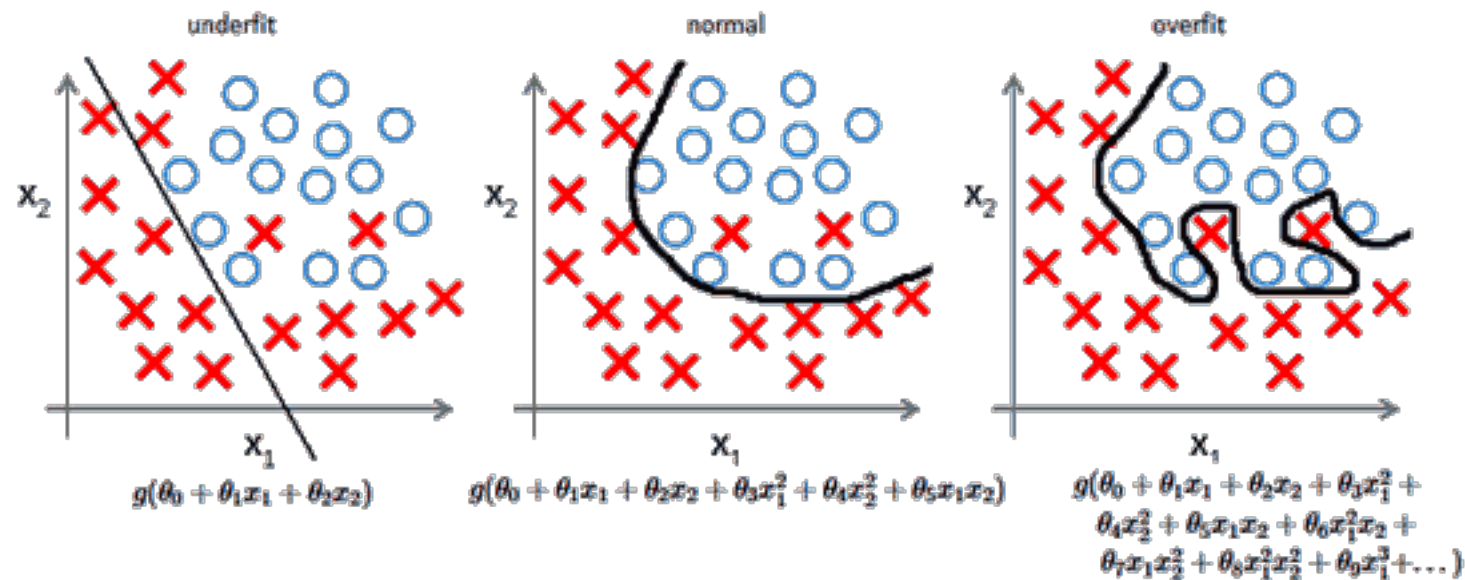 underfit
X₂
X₁
g(θ₀ + θ₁x₁ + θ₂x₂)
normal
X₂
X₁
g(θ₀ + θ₁x₁ + θ₂x₂ + θ₃x₁² + θ₄x₂² + θ₅x₁x₂)
overfit
X₂
X₁
g(θ₀ + θ₁x₁ + θ₂x₂ + θ₃x₁² +
θ₄x₂² + θ₅x₁x₂ + θ₆x₁²x₂ +
θ₇x₁x₂² + θ₈x₁²x₂² + θ₉x₁³ + ...)